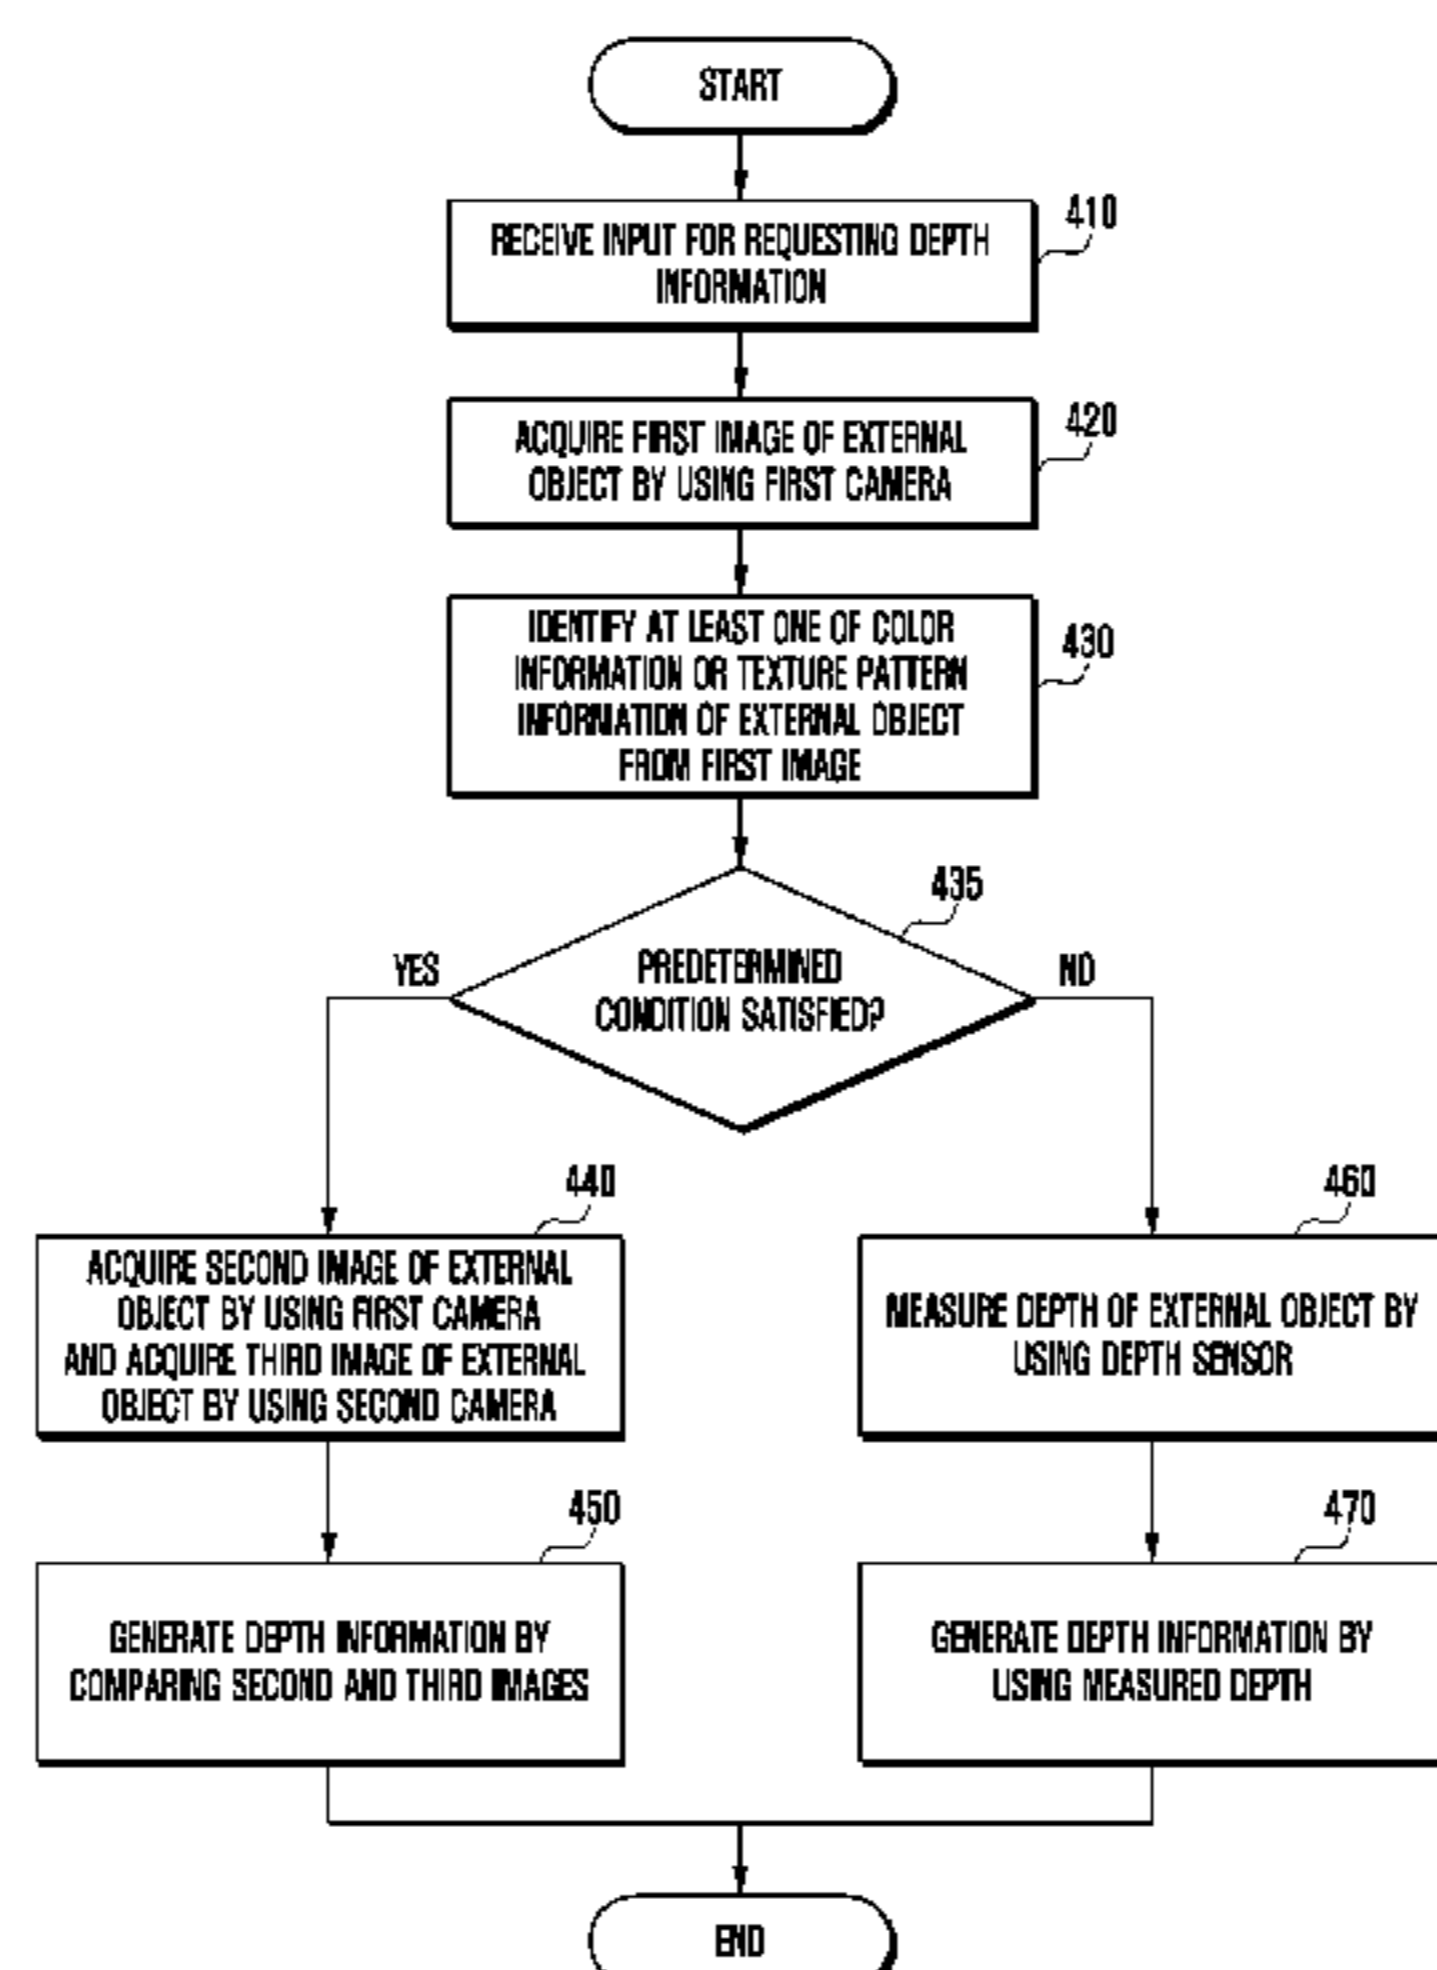 START
410
RECEIVE INPUT FOR REQUESTING DEPTH
INFORMATION
420
ACQUIRE FIRST IMAGE OF EXTERNAL
OBJECT BY USING FIRST CAMERA
430
IDENTIFY AT LEAST ONE OF COLOR
INFORMATION OR TEXTURE PATTERN
INFORMATION OF EXTERNAL OBJECT
FROM FIRST IMAGE
435
PREDETERMINED
CONDITION SATISFIED?
YES
NO
440
ACQUIRE SECOND IMAGE OF EXTERNAL
OBJECT BY USING FIRST CAMERA
AND ACQUIRE THIRD IMAGE OF EXTERNAL
OBJECT BY USING SECOND CAMERA
460
MEASURE DEPTH OF EXTERNAL OBJECT BY
USING DEPTH SENSOR
450
GENERATE DEPTH INFORMATION BY
COMPARING SECOND AND THIRD IMAGES
470
GENERATE DEPTH INFORMATION BY
USING MEASURED DEPTH
END